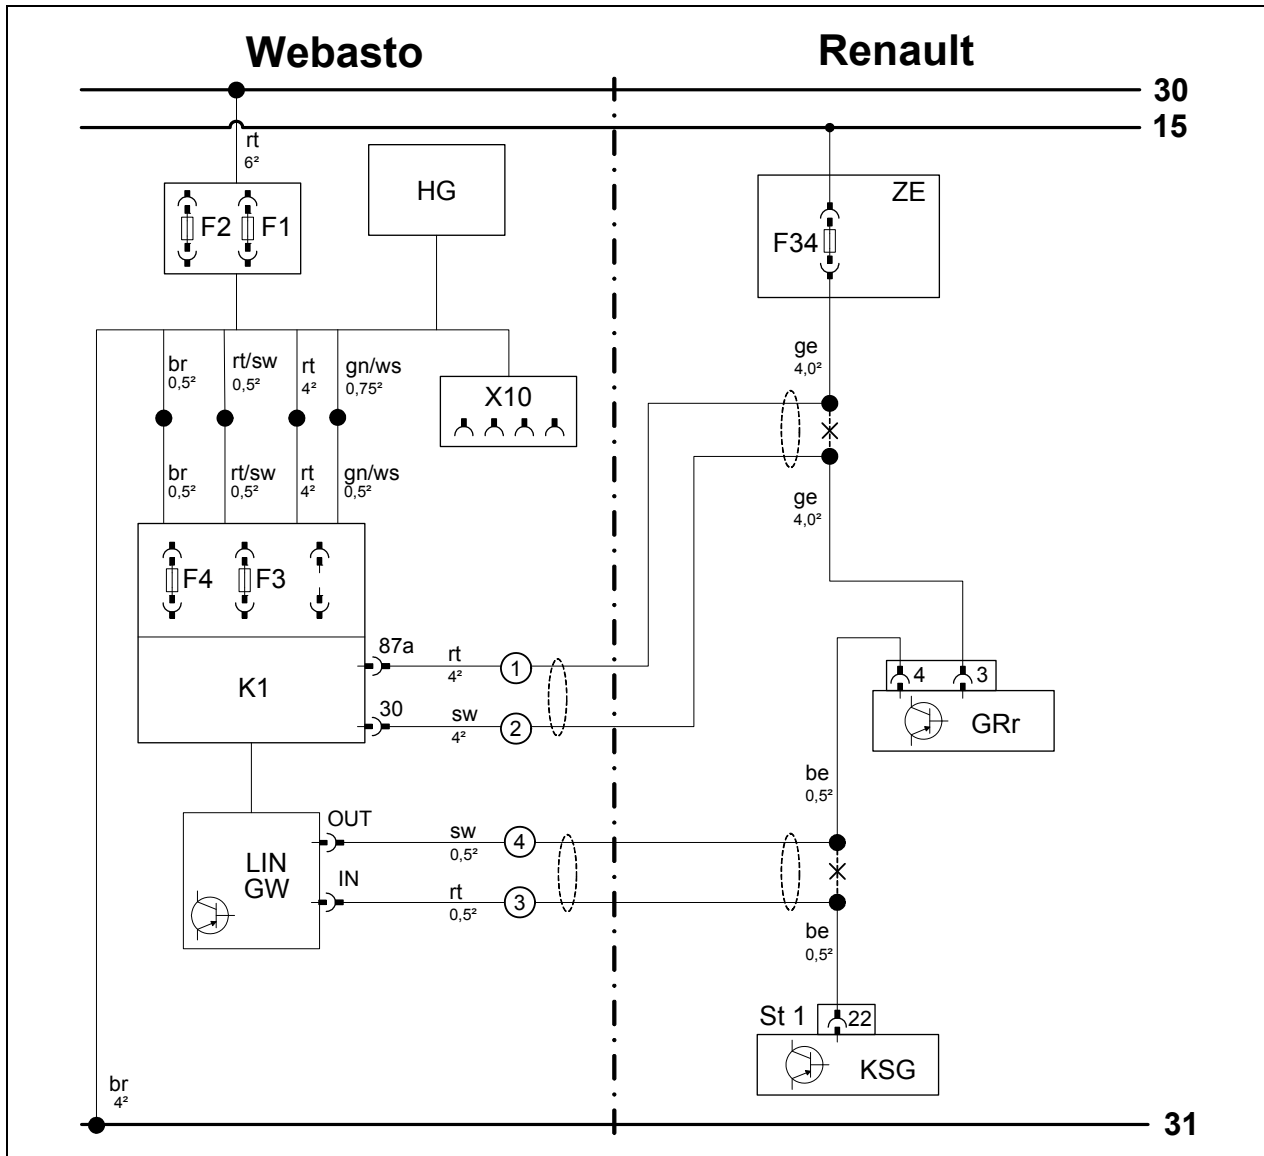 Webasto
Renault
30
15
rt
6²
HG
ZE
F2 F1
F34
br
0,5²
rt/sw
0,5²
rt
4²
gn/ws
0,75²
X10
ge
4,0²
br
0,5²
rt/sw
0,5²
rt
4²
gn/ws
0,5²
ge
4,0²
F4 F3
K1
87a
rt
4²
1
30
sw
4²
2
4 3
GRr
be
0,5²
LIN
GW
OUT
sw
0,5²
4
IN
rt
0,5²
3
be
0,5²
St 1
22
KSG
br
4²
31